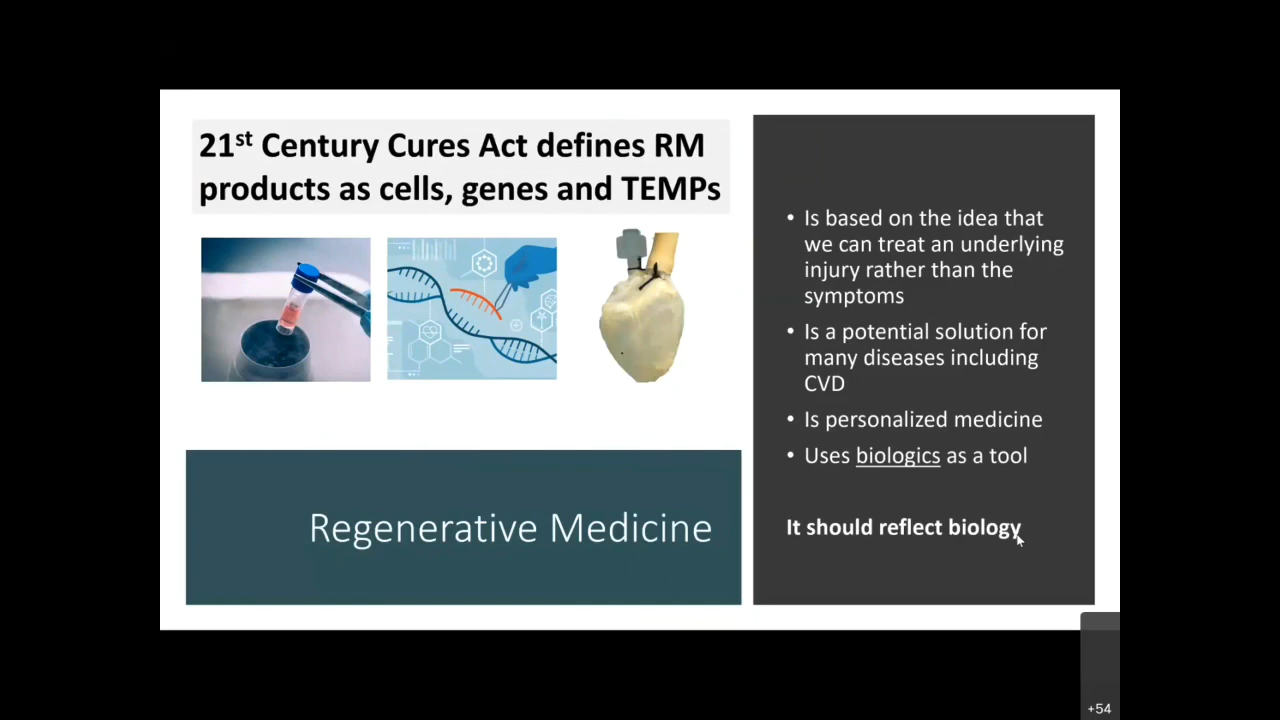 21st Century Cures Act defines RM
products as cells, genes and TEMPs
Regenerative Medicine
• Is based on the idea that
we can treat an underlying
injury rather than the
symptoms
• Is a potential solution for
many diseases including
CVD
• Is personalized medicine
• Uses biologics as a tool
It should reflect biology
+54